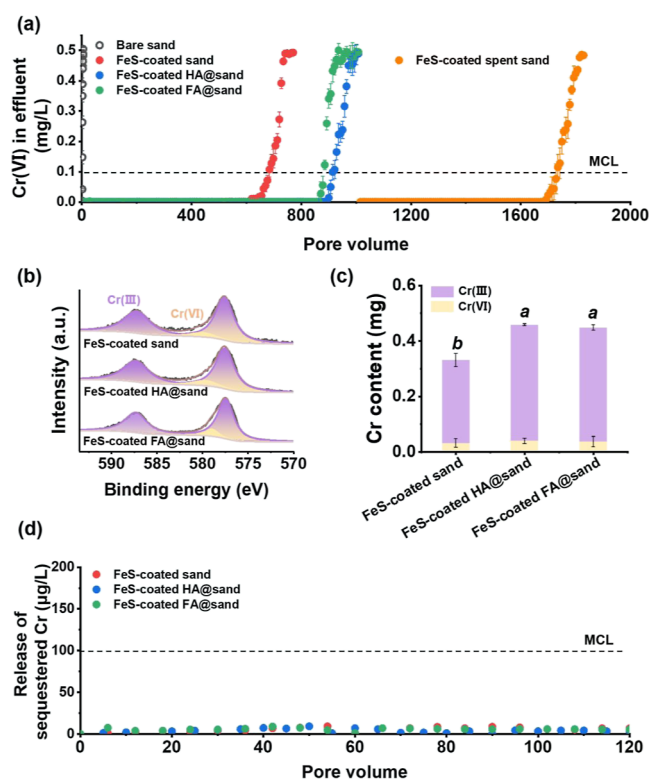 (a)
Bare sand
FeS-coated sand
FeS-coated HA@sand
FeS-coated FA@sand
FeS-coated spent sand
Cr(VI) in effluent
(mg/L)
0.5
0.4
0.3
0.2
0.1
0.0
MCL
0 400 800 1200 1600 2000
Pore volume
(b)
Cr(III)
Cr(VI)
FeS-coated sand
FeS-coated HA@sand
FeS-coated FA@sand
Intensity (a.u.)
590 585 580 575 570
Binding energy (eV)
(c)
Cr(III)
Cr(VI)
Cr content (mg)
0.6
0.4
0.2
0.0
b
a
a
FeS-coated sand
FeS-coated HA@sand
FeS-coated FA@sand
(d)
FeS-coated sand
FeS-coated HA@sand
FeS-coated FA@sand
Release of
sequestered Cr (μg/L)
200
150
100
50
0
MCL
0 20 40 60 80 100 120
Pore volume